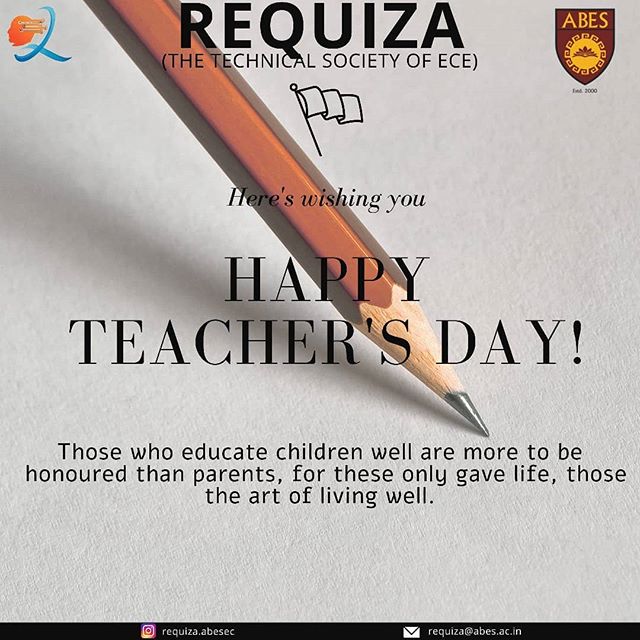 REQUIZA
(THE TECHNICAL SOCIETY OF ECE)
ABES
Estd. 2000
Here's wishing you
HAPPY
TEACHER'S DAY!
Those who educate children well are more to be
honoured than parents, for these only gave life, those
the art of living well.
requiza.abesec
requiza@abes.ac.in